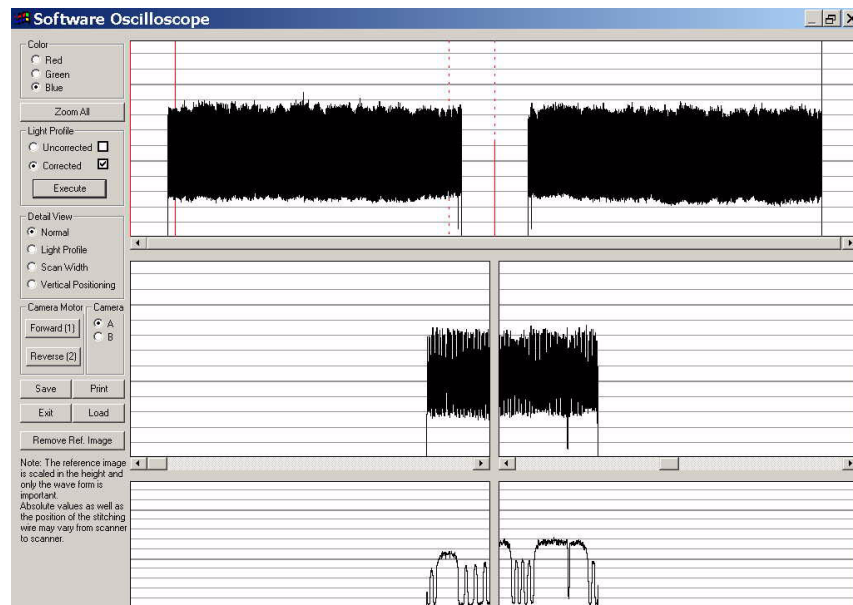 Software Oscilloscope
Color
Red
Green
Blue
Zoom All
Light Profile
Uncorrected
Corrected
Execute
Detail View
Normal
Light Profile
Scan Width
Vertical Positioning
Camera Motor Camera
Forward (1) A
B
Reverse (2)
Save Print
Exit Load
Remove Ref. Image
Note: The reference image
is scaled in the height and
only the wave form is
important.
Absolute values as well as
the position of the stitching
wire may vary from scanner
to scanner.